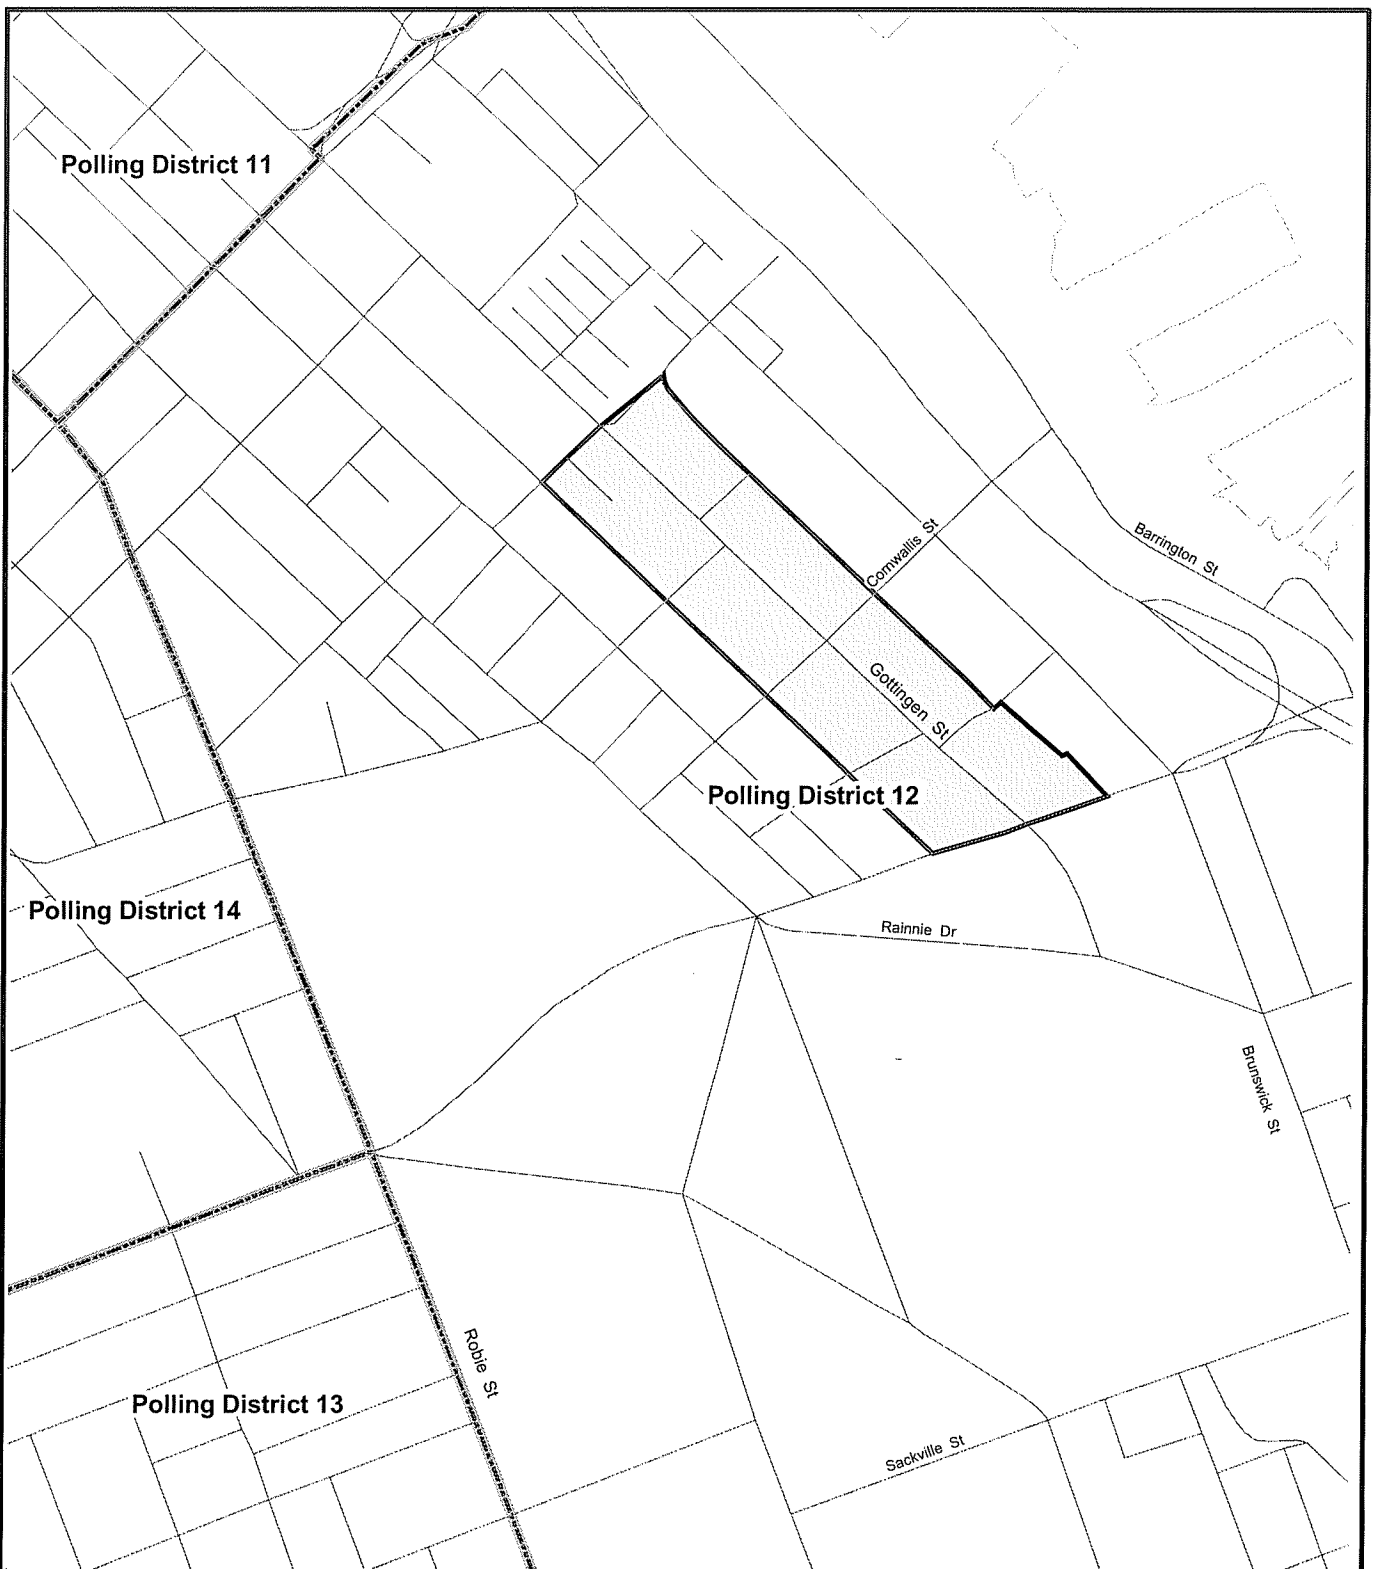 Polling District 11
Barrington St
Cornwallis St
Gottingen St
Polling District 12
Polling District 14
Rainnie Dr
Brunswick St
Robie St
Polling District 13
Sackville St